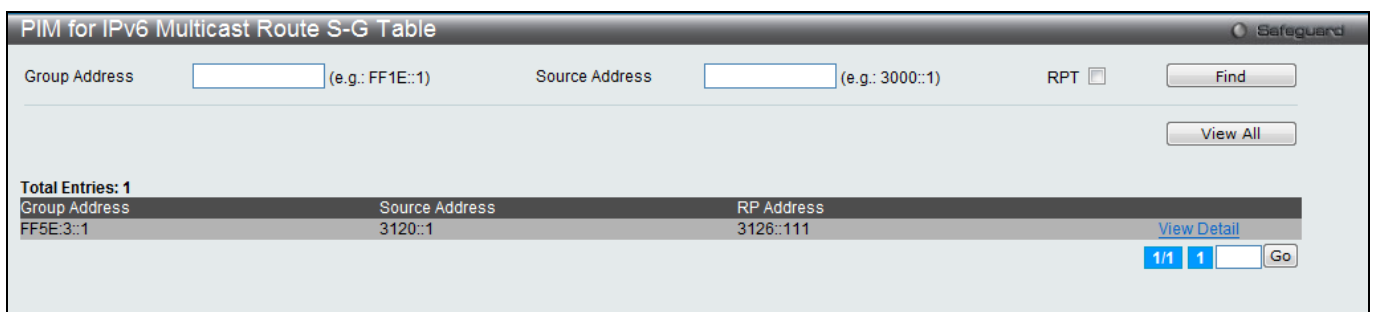 PIM for IPv6 Multicast Route S-G Table Safeguard
Group Address (e.g.: FF1E::1) Source Address (e.g.: 3000::1) RPT Find
View All
Total Entries: 1
Group Address Source Address RP Address
FF5E:3::1 3120::1 3126::111 View Detail
1/1 1 Go